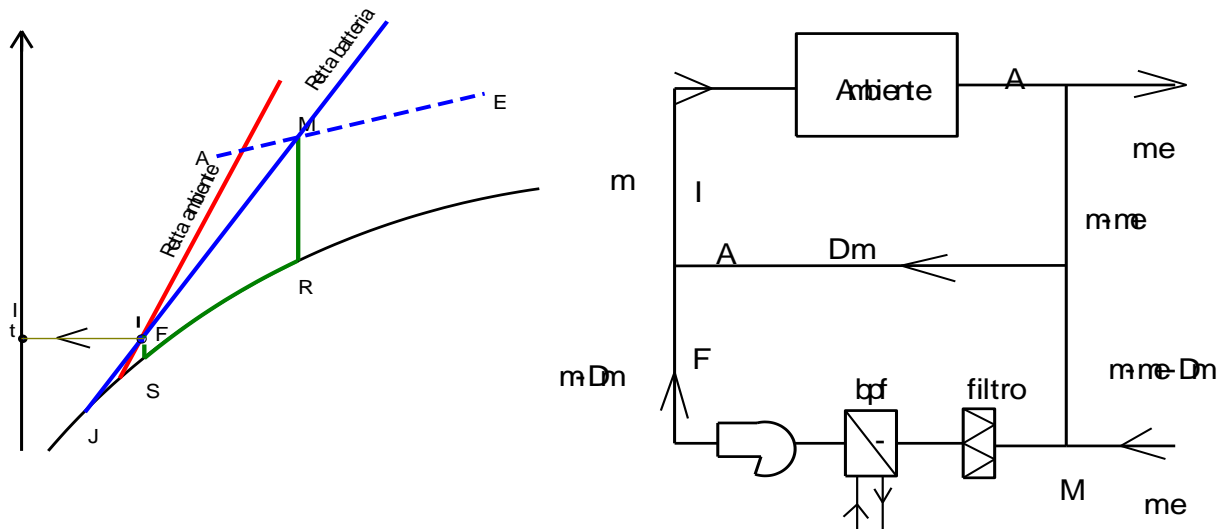 Retta batteria
Retta ambiente
M
E
A
R
I
t
I
F
S
J
Ambiente
A
me
m
I
m-me
A
Dm
F
m-Dm
m-me-Dm
bpf
filtro
-
M
me